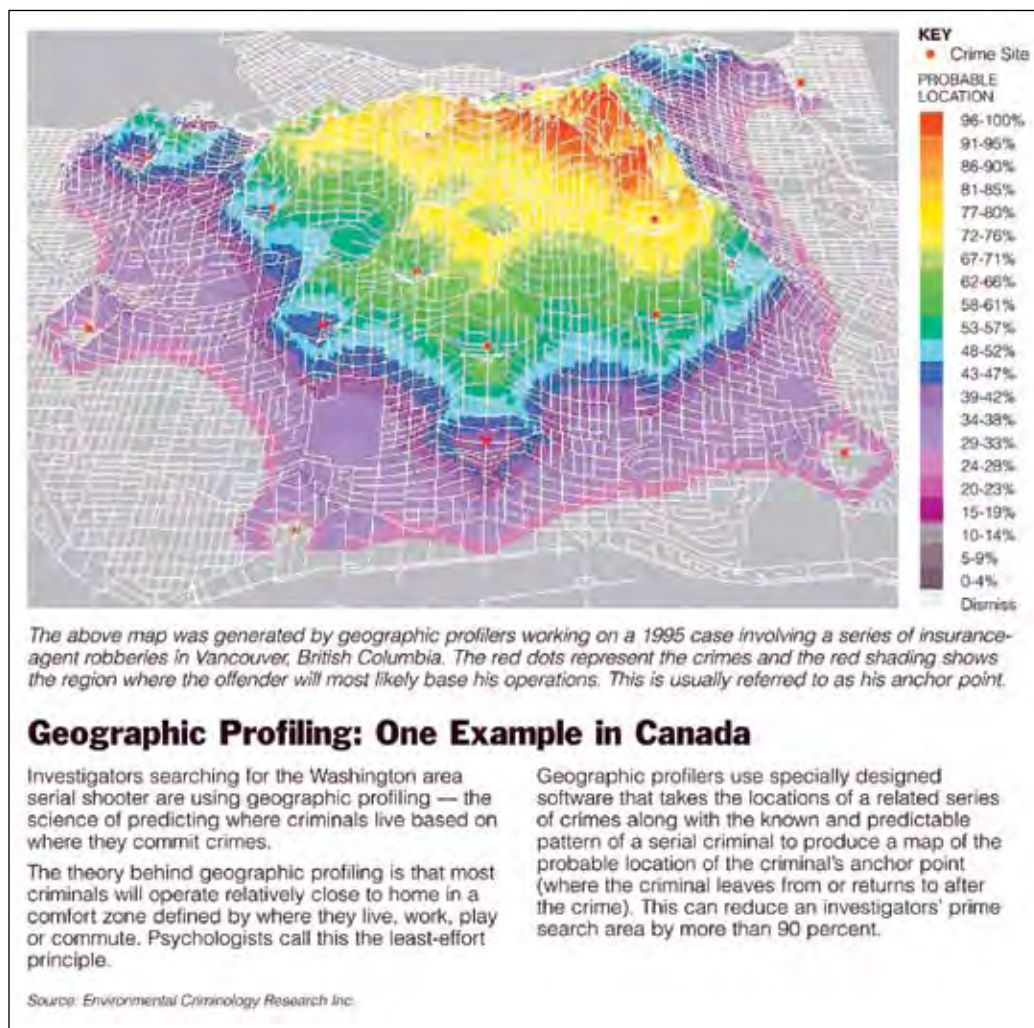 KEY
Crime Site
PROBABLE
LOCATION
96-100%
91-95%
86-90%
81-85%
77-80%
72-76%
67-71%
62-66%
58-61%
53-57%
48-52%
43-47%
39-42%
34-38%
29-33%
24-28%
20-23%
15-19%
10-14%
5-9%
0-4%
Dismiss
The above map was generated by geographic profilers working on a 1995 case involving a series of insurance-
agent robberies in Vancouver, British Columbia. The red dots represent the crimes and the red shading shows
the region where the offender will most likely base his operations. This is usually referred to as his anchor point.
Geographic Profiling: One Example in Canada
Investigators searching for the Washington area
serial shooter are using geographic profiling — the
science of predicting where criminals live based on
where they commit crimes.
The theory behind geographic profiling is that most
criminals will operate relatively close to home in a
comfort zone defined by where they live, work, play
or commute. Psychologists call this the least-effort
principle.
Geographic profilers use specially designed
software that takes the locations of a related series
of crimes along with the known and predictable
pattern of a serial criminal to produce a map of the
probable location of the criminal's anchor point
(where the criminal leaves from or returns to after
the crime). This can reduce an investigators' prime
search area by more than 90 percent.
Source: Environmental Criminology Research Inc.